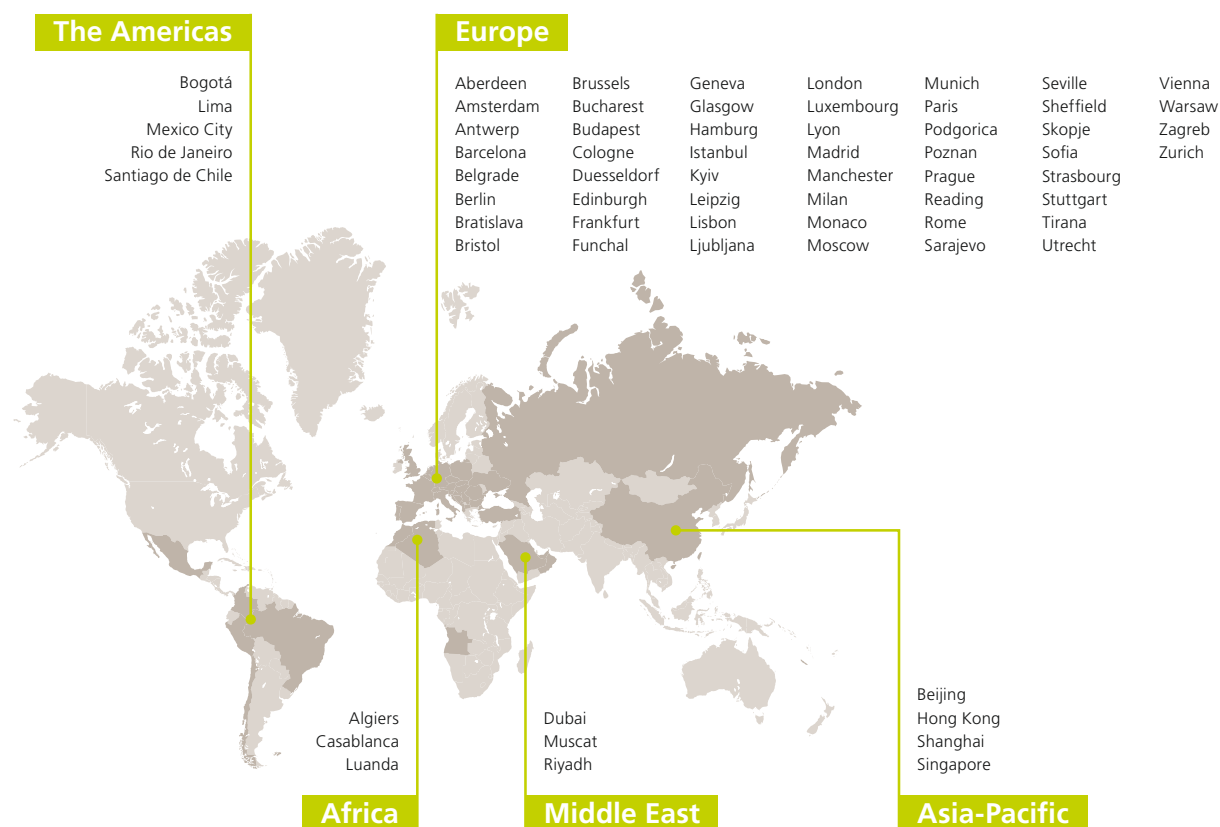 The Americas
Bogotá
Lima
Mexico City
Rio de Janeiro
Santiago de Chile
Europe
Aberdeen
Amsterdam
Antwerp
Barcelona
Belgrade
Berlin
Bratislava
Bristol
Brussels
Bucharest
Budapest
Cologne
Duesseldorf
Edinburgh
Frankfurt
Funchal
Geneva
Glasgow
Hamburg
Istanbul
Kyiv
Leipzig
Lisbon
Ljubljana
London
Luxembourg
Lyon
Madrid
Manchester
Milan
Monaco
Moscow
Munich
Paris
Podgorica
Poznan
Prague
Reading
Rome
Sarajevo
Seville
Sheffield
Skopje
Sofia
Strasbourg
Stuttgart
Tirana
Utrecht
Vienna
Warsaw
Zagreb
Zurich
Algiers
Casablanca
Luanda
Africa
Dubai
Muscat
Riyadh
Middle East
Beijing
Hong Kong
Shanghai
Singapore
Asia-Pacific